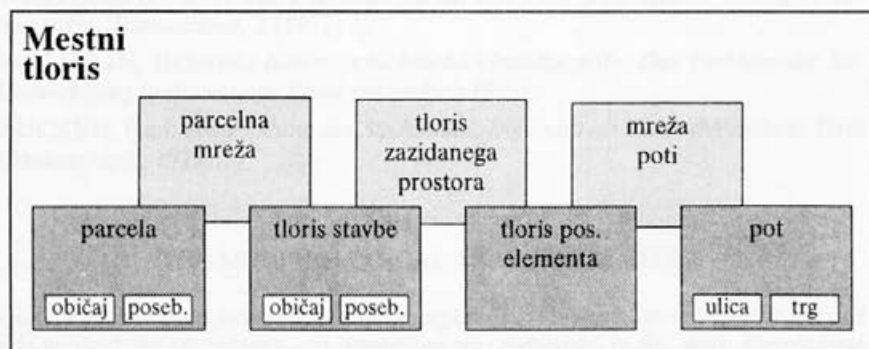 Mestni
tloris
parcelna
mreža
tloris
zazidanega
prostora
mreža
poti
parcela
tloris stavbe
tloris pos.
elementa
pot
običaj
poseb.
običaj
poseb.
ulica
trg